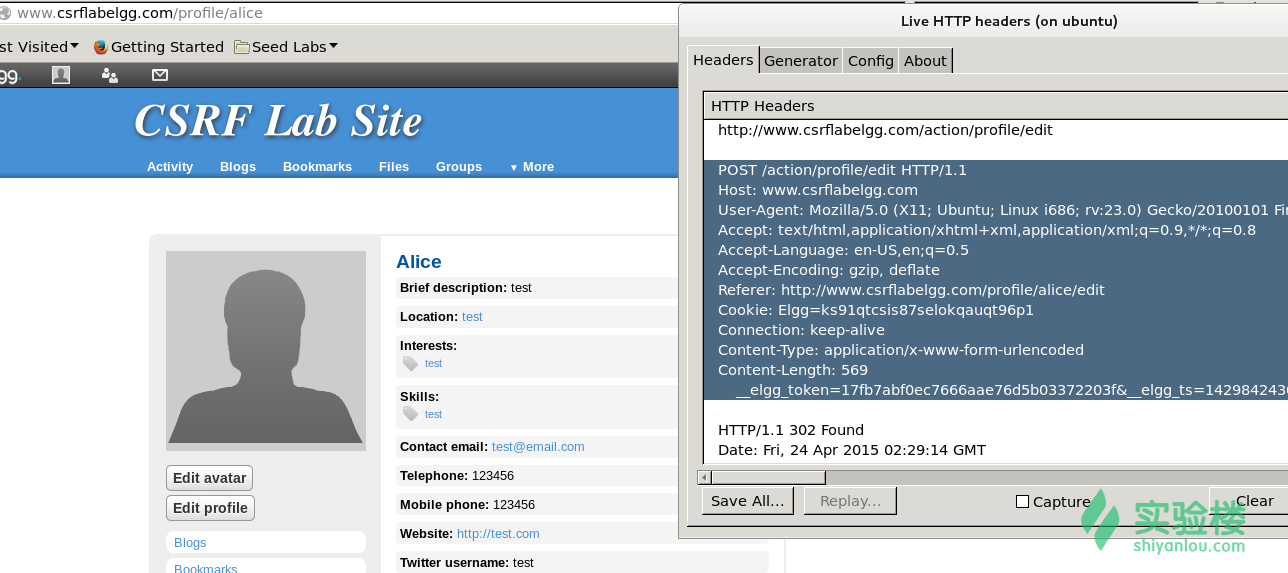 www.csrflabelgg.com/profile/alice
st Visited
Getting Started
Seed Labs
gg.
CSRF Lab Site
Activity
Blogs
Bookmarks
Files
Groups
▼ More
Alice
Brief description: test
Location: test
Interests:
test
Skills:
test
Contact email: test@email.com
Telephone: 123456
Mobile phone: 123456
Website: http://test.com
Twitter username: test
Edit avatar
Edit profile
Blogs
Bookmarks
Live HTTP headers (on ubuntu)
Headers
Generator
Config
About
HTTP Headers
http://www.csrflabelgg.com/action/profile/edit
POST /action/profile/edit HTTP/1.1
Host: www.csrflabelgg.com
User-Agent: Mozilla/5.0 (X11; Ubuntu; Linux i686; rv:23.0) Gecko/20100101 Fi
Accept: text/html,application/xhtml+xml,application/xml;q=0.9,*/*;q=0.8
Accept-Language: en-US,en;q=0.5
Accept-Encoding: gzip, deflate
Referer: http://www.csrflabelgg.com/profile/alice/edit
Cookie: Elgg=ks91qtcsis87selokqauqt96p1
Connection: keep-alive
Content-Type: application/x-www-form-urlencoded
Content-Length: 569
__elgg_token=17fb7abf0ec7666aae76d5b03372203f&__elgg_ts=142984243
HTTP/1.1 302 Found
Date: Fri, 24 Apr 2015 02:29:14 GMT
Save All...
Replay...
Capture
Clear
实验楼
shiyanlou.com